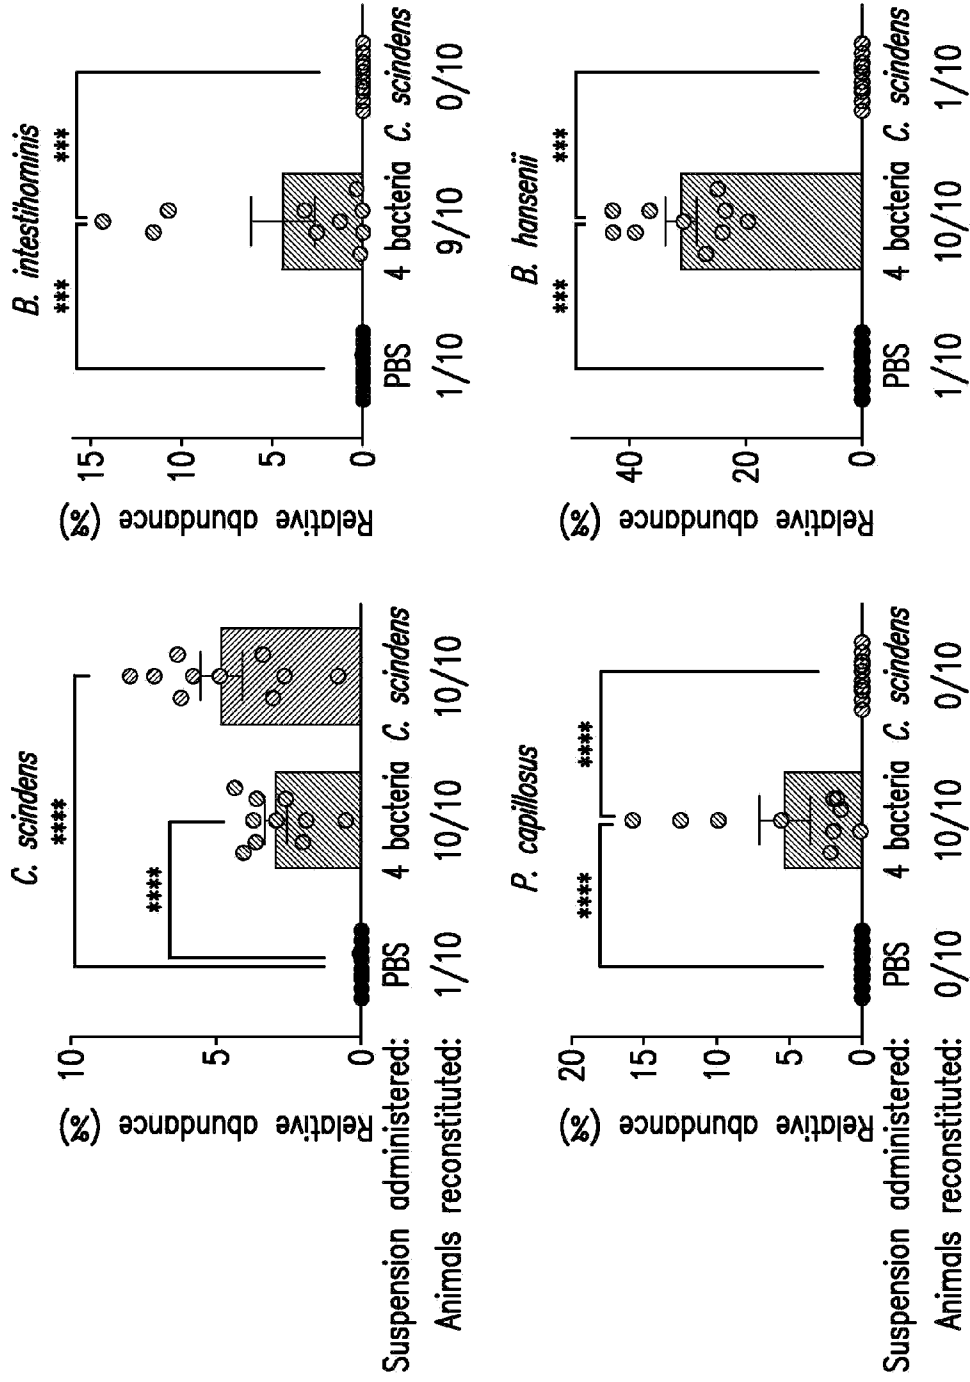 C. scindens
****
****
Relative abundance (%)
10
5
0
Suspension administered: PBS 4 bacteria C. scindens
Animals reconstituted: 1/10 10/10 10/10
B. intestihominis
*** ***
Relative abundance (%)
15
10
5
0
PBS 4 bacteria C. scindens
1/10 9/10 0/10
P. capillosus
**** ****
Relative abundance (%)
20
15
10
5
0
Suspension administered: PBS 4 bacteria C. scindens
Animals reconstituted: 0/10 10/10 0/10
B. hansenii
*** ***
Relative abundance (%)
40
20
0
PBS 4 bacteria C. scindens
1/10 10/10 1/10